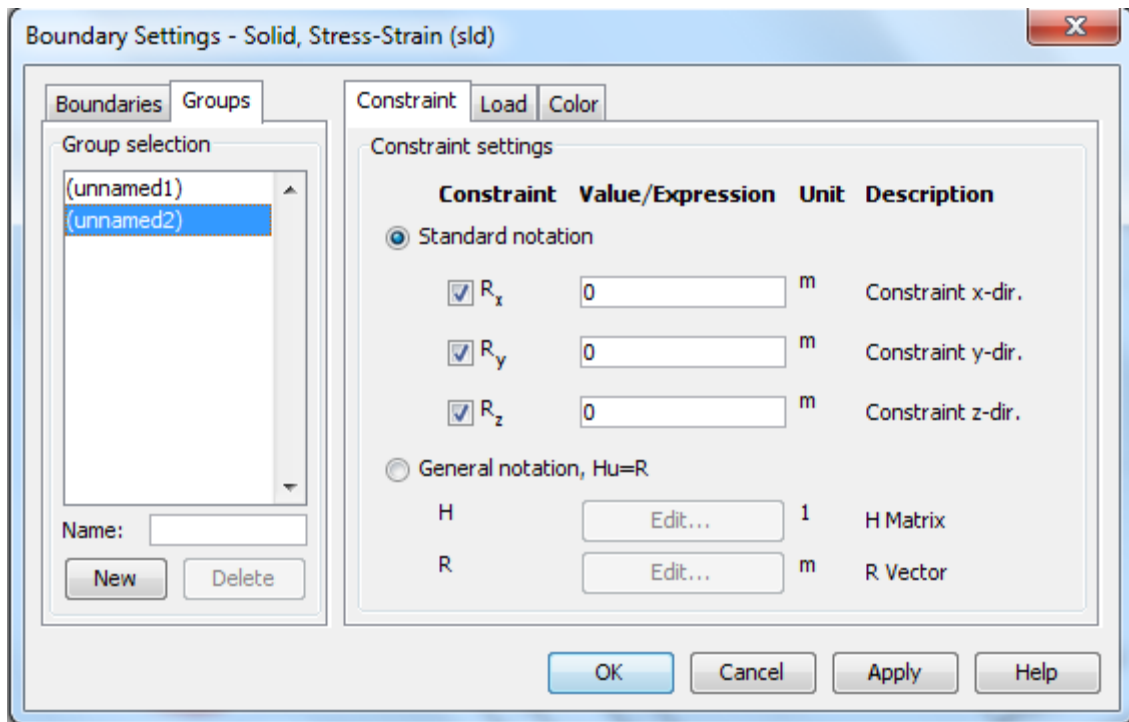 Boundary Settings - Solid, Stress-Strain (sld)
Boundaries Groups
Group selection
(unnamed1)
(unnamed2)
Name:
New Delete
Constraint Load Color
Constraint settings
Constraint Value/Expression Unit Description
Standard notation
Rx 0 m Constraint x-dir.
Ry 0 m Constraint y-dir.
Rz 0 m Constraint z-dir.
General notation, Hu=R
H Edit... 1 H Matrix
R Edit... m R Vector
OK Cancel Apply Help